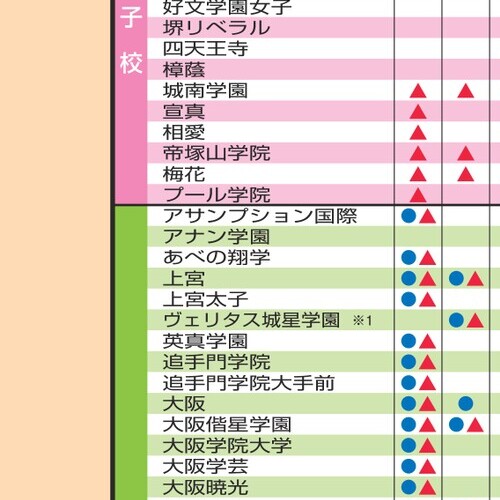 子校
好文学園女子
堺リベラル
四天王寺
樟蔭
城南学園 ▲ ▲
宣真 ▲
相愛 ▲
帝塚山学院 ▲ ▲
梅花 ▲ ▲
プール学院 ▲
アサンプション国際 ●▲
アナン学園
あべの翔学 ●▲
上宮 ●▲ ●▲
上宮太子 ●▲
ヴェリタス城星学園 ※1 ●▲
英真学園 ●▲
追手門学院 ●▲
追手門学院大手前 ●▲
大阪 ●▲ ●
大阪偕星学園 ●▲ ●▲
大阪学院大学 ●▲
大阪学芸 ●▲
大阪暁光 ●▲